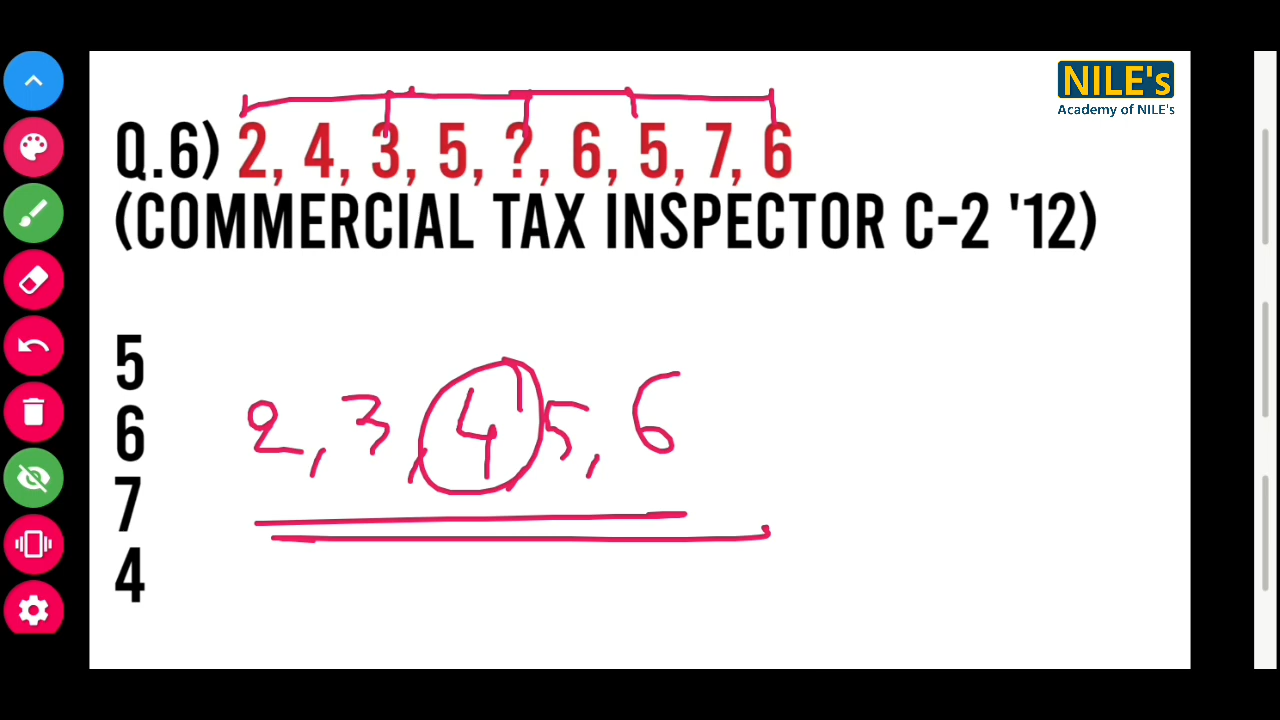 NILE's
Academy of NILE's
Q.6) 2, 4, 3, 5, ?, 6, 5, 7, 6
(COMMERCIAL TAX INSPECTOR C-2 '12)
5
6
7
4
2, 3, 4 5, 6